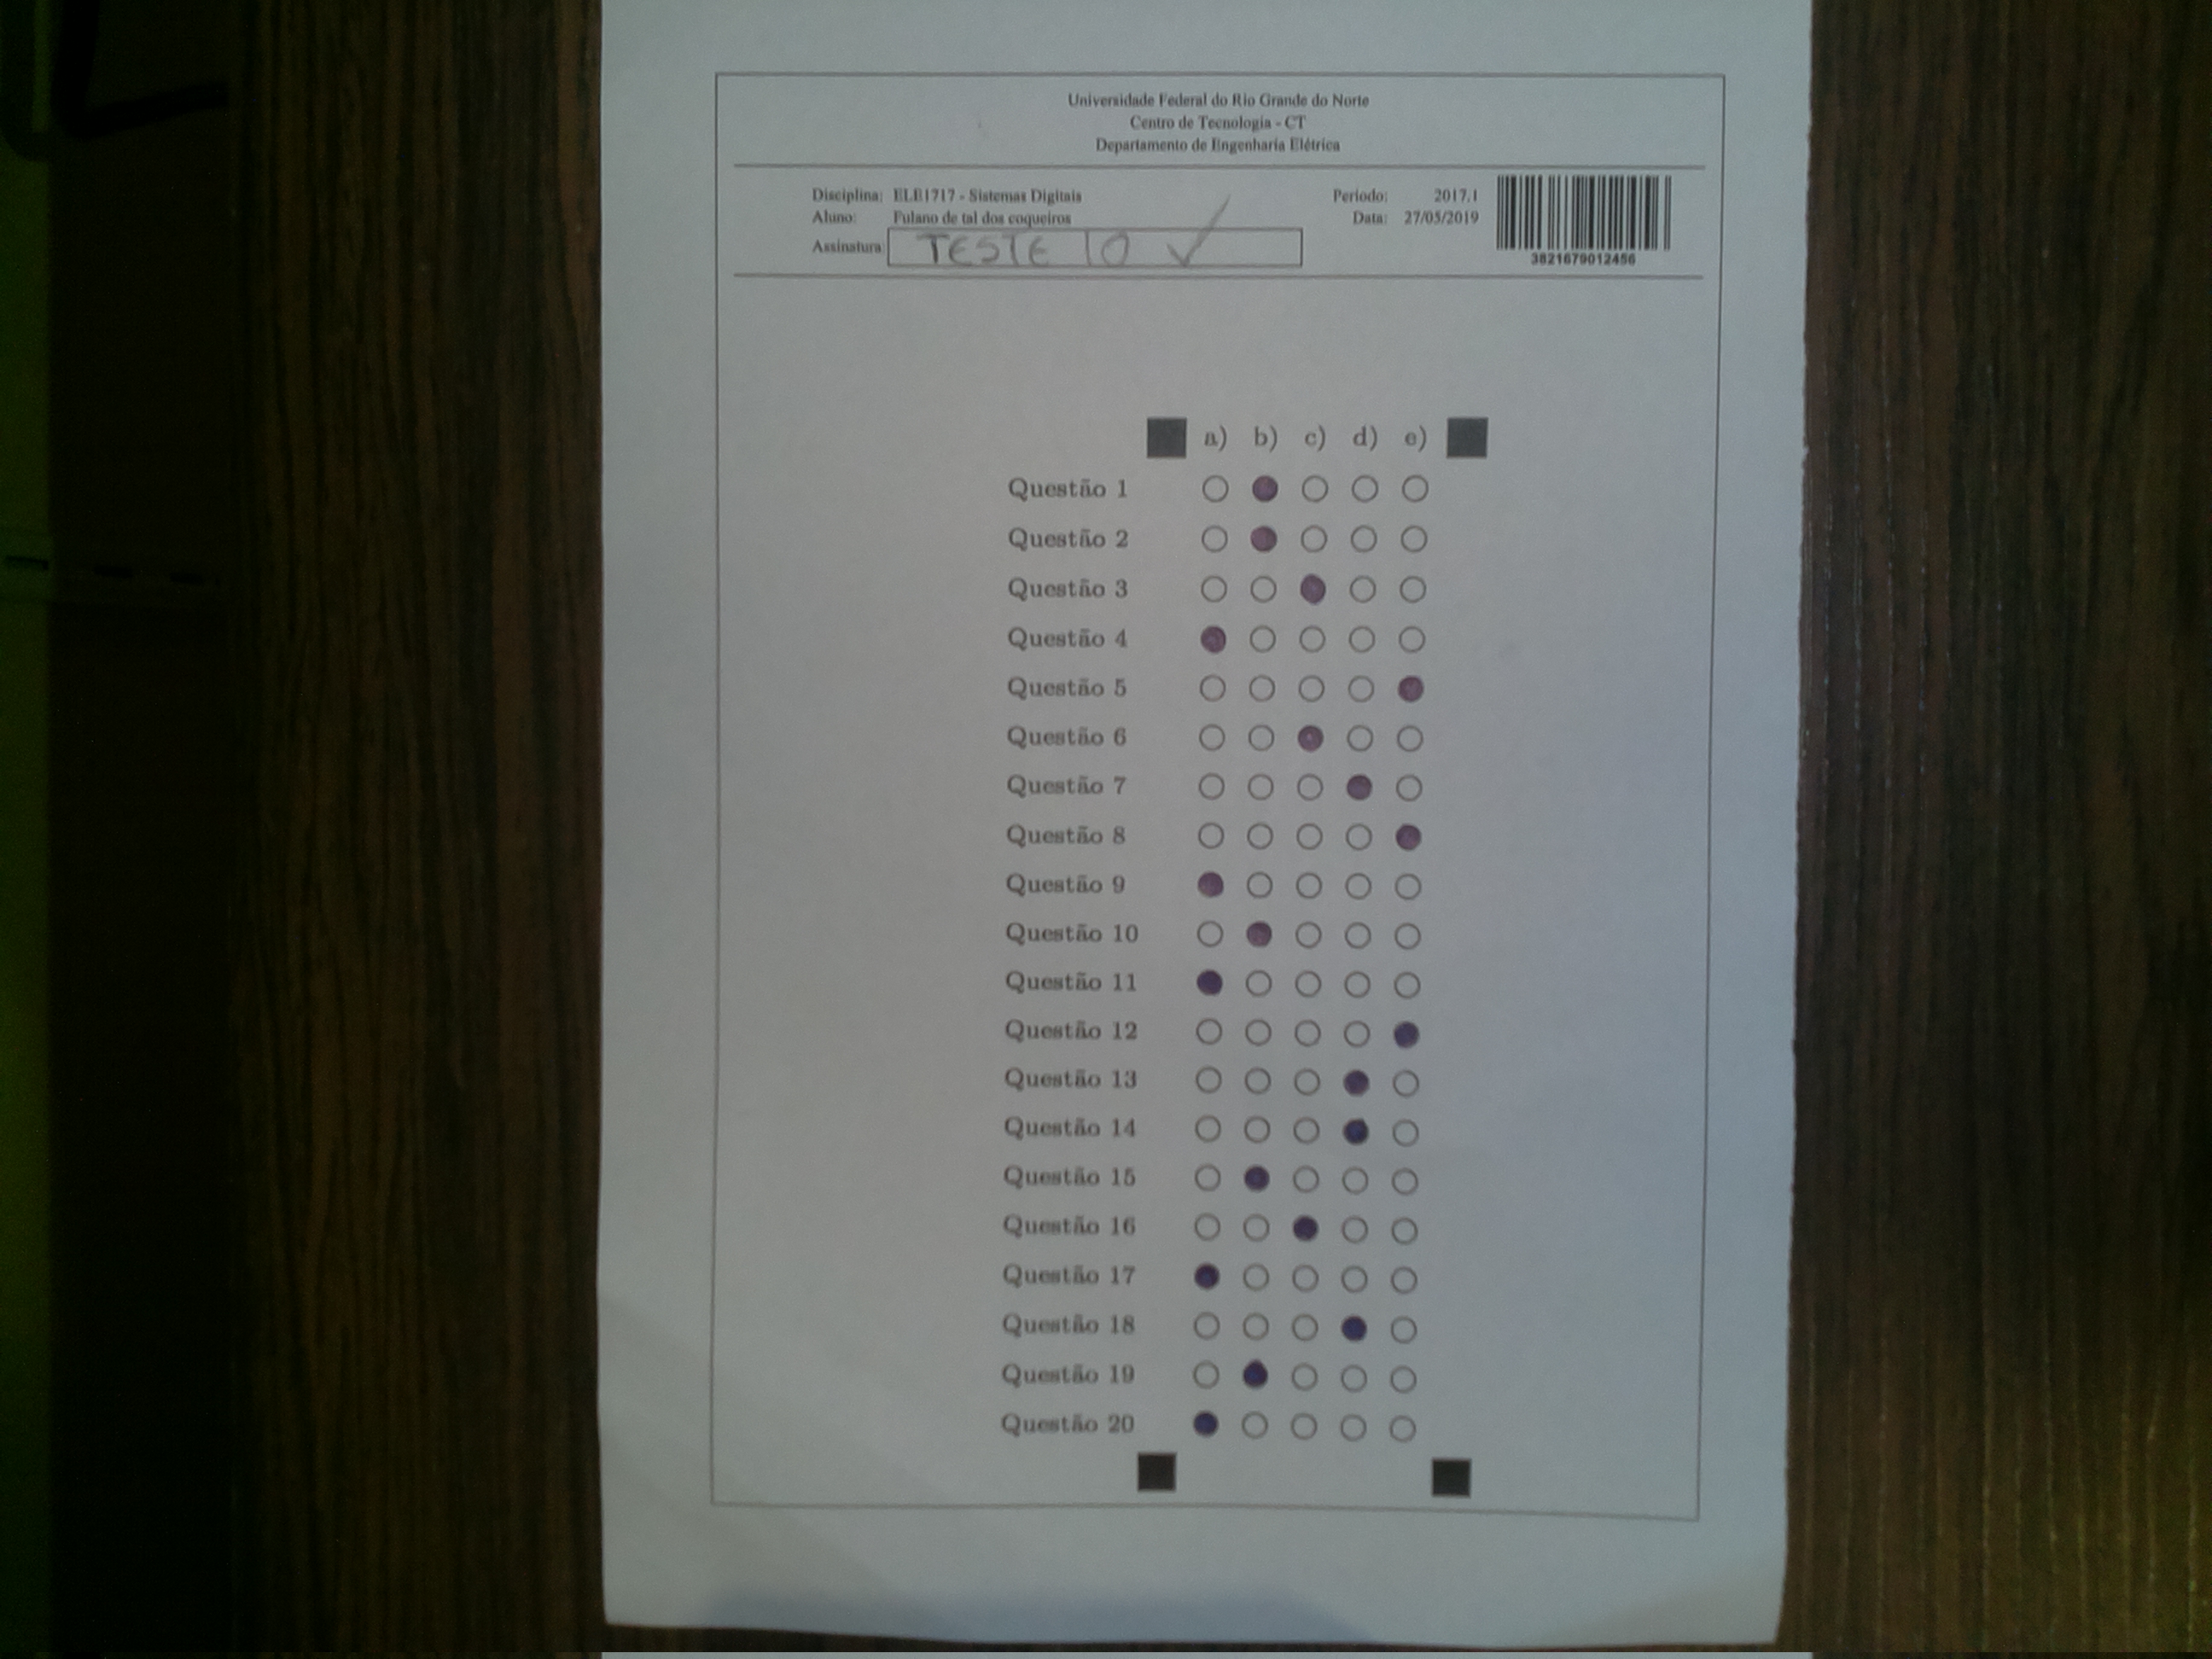 Universidade Federal do Rio Grande do Norte
Centro de Tecnologia - CT
Departamento de Engenharia Elétrica
Disciplina: ELE1717 - Sistemas Digitais Período: 2017.1
Aluno: Fulano de tal dos coqueiros Data: 27/05/2019
Assinatura: TESTE 10 ✓
3821679012456
a) b) c) d) e)
Questão 1
Questão 2
Questão 3
Questão 4
Questão 5
Questão 6
Questão 7
Questão 8
Questão 9
Questão 10
Questão 11
Questão 12
Questão 13
Questão 14
Questão 15
Questão 16
Questão 17
Questão 18
Questão 19
Questão 20